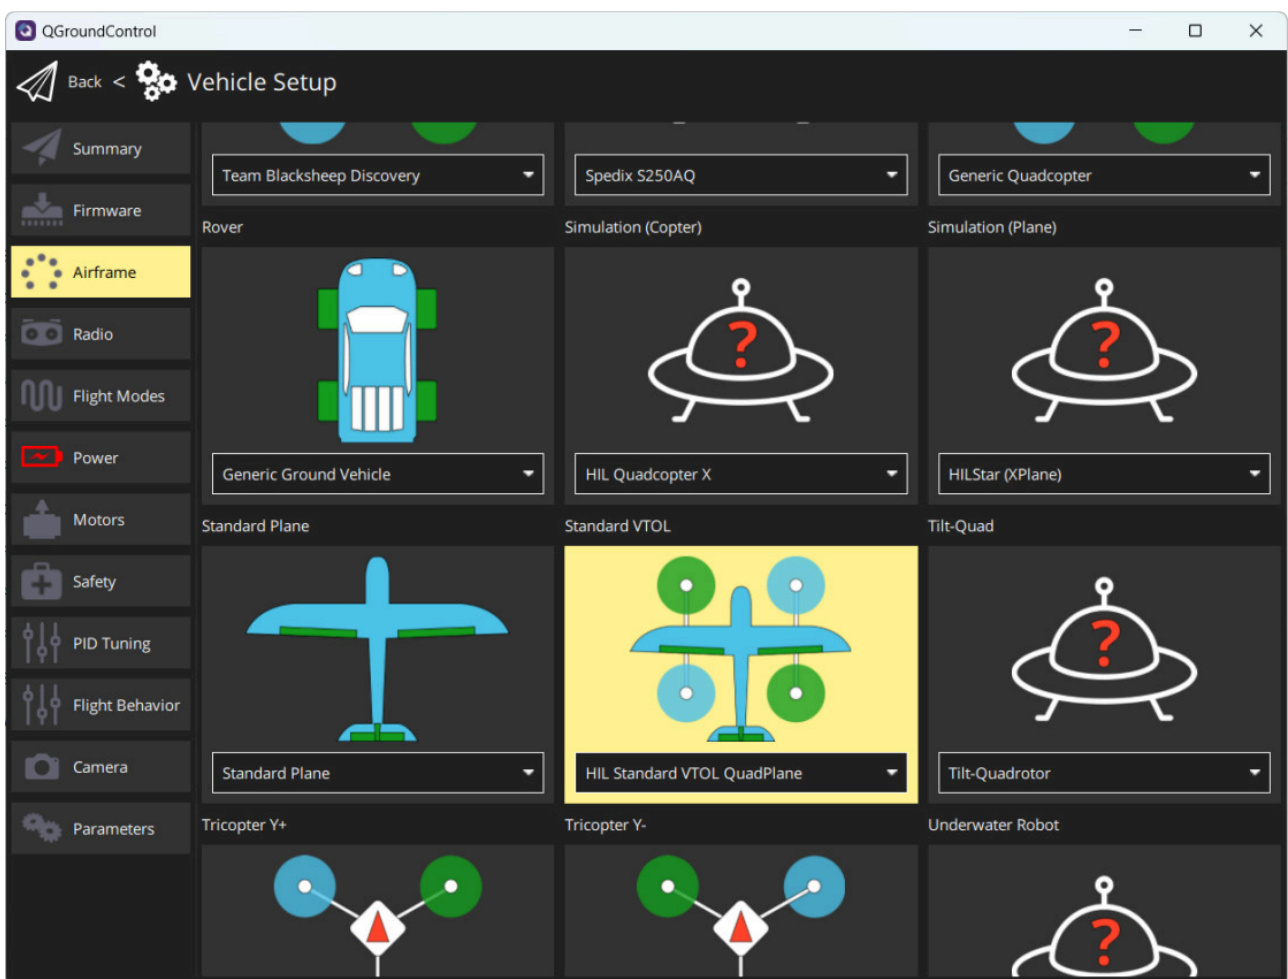 QGroundControl
Back < Vehicle Setup
Summary
Firmware
Airframe
Radio
Flight Modes
Power
Motors
Safety
PID Tuning
Flight Behavior
Camera
Parameters
Team Blacksheep Discovery
Spedix S250AQ
Generic Quadcopter
Rover
Simulation (Copter)
Simulation (Plane)
?
?
Generic Ground Vehicle
HIL Quadcopter X
HILStar (XPlane)
Standard Plane
Standard VTOL
Tilt-Quad
?
Standard Plane
HIL Standard VTOL QuadPlane
Tilt-Quadrotor
Tricopter Y+
Tricopter Y-
Underwater Robot
?